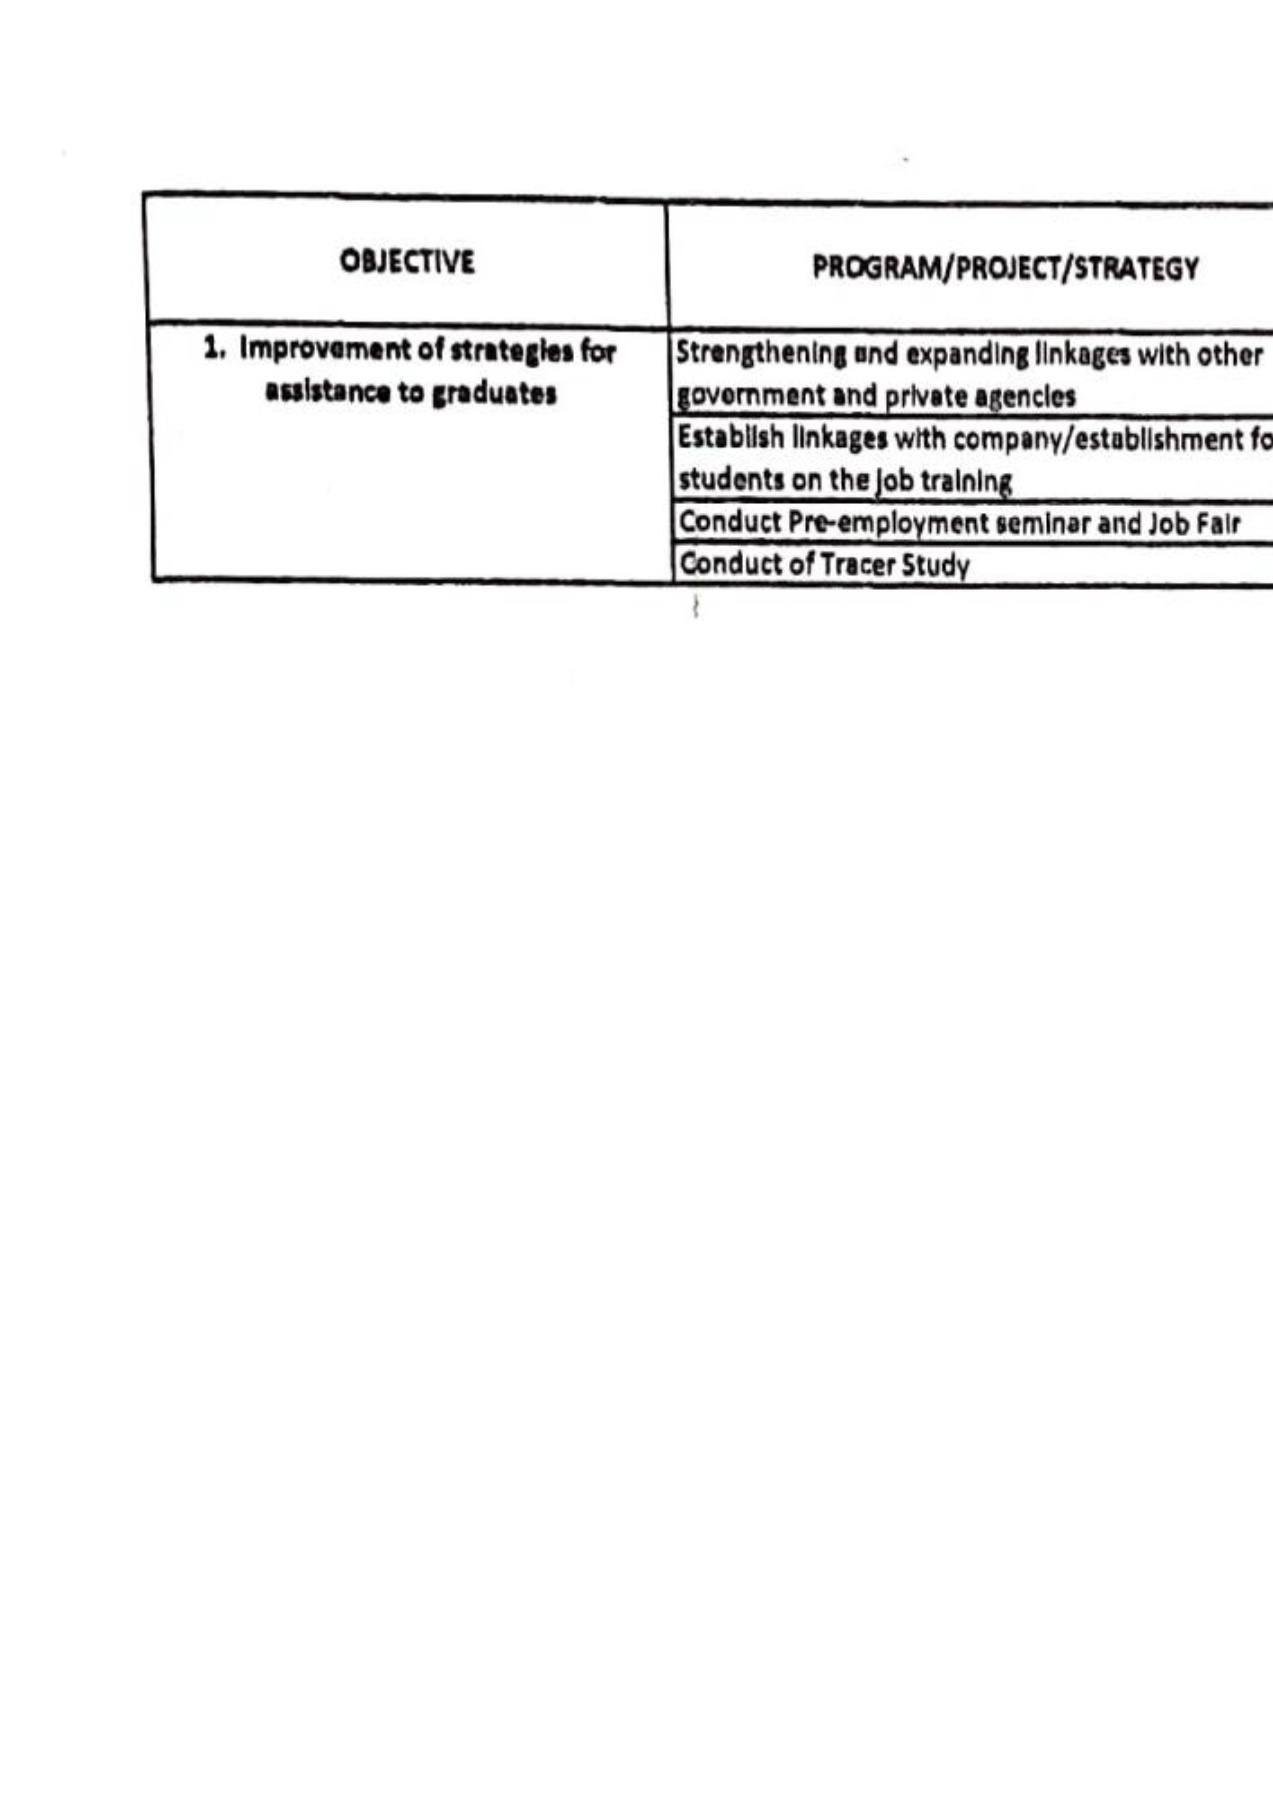 OBJECTIVE
PROGRAM/PROJECT/STRATEGY
1. Improvement of strategies for
assistance to graduates
Strengthening and expanding linkages with other
government and private agencies
Establish linkages with company/establishment fo
students on the job training
Conduct Pre-employment seminar and Job Fair
Conduct of Tracer Study